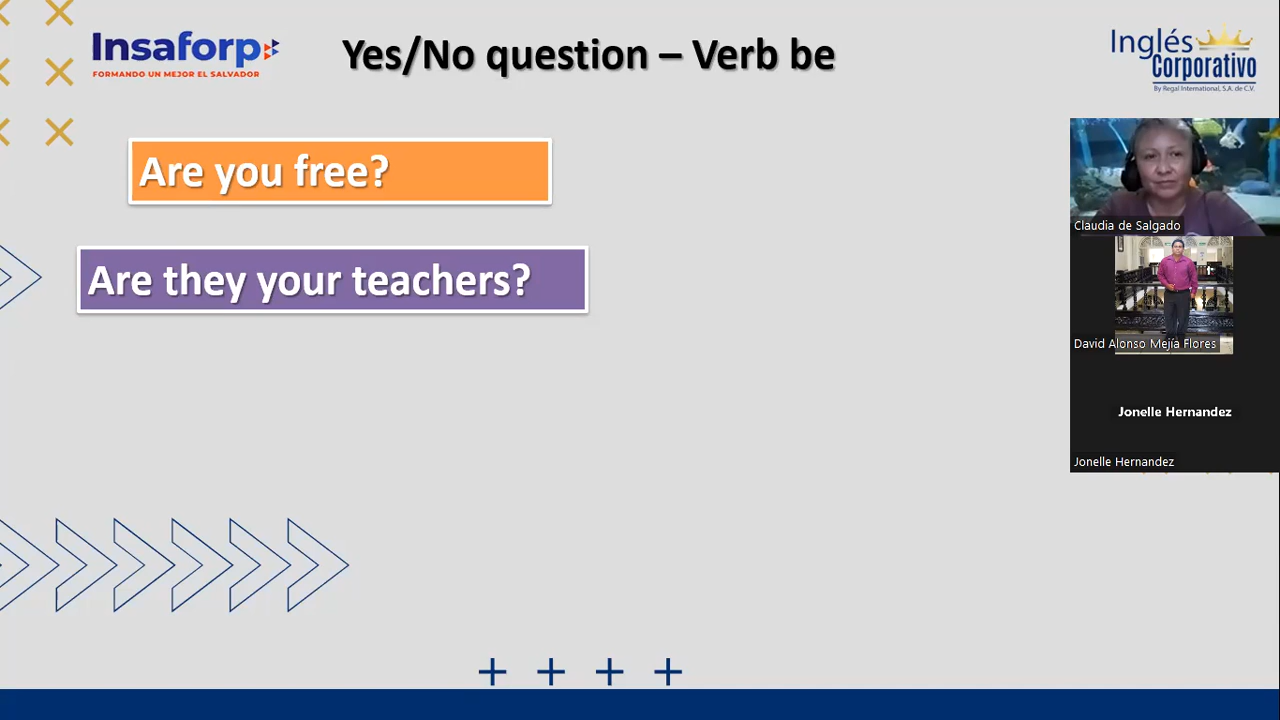 Insaforp
FORMANDO UN MEJOR EL SALVADOR
Yes/No question – Verb be
Inglés
Corporativo
By Regal International, S.A. de C.V.
Are you free?
Are they your teachers?
Claudia de Salgado
David Alonso Mejía Flores
Jonelle Hernandez
Jonelle Hernandez